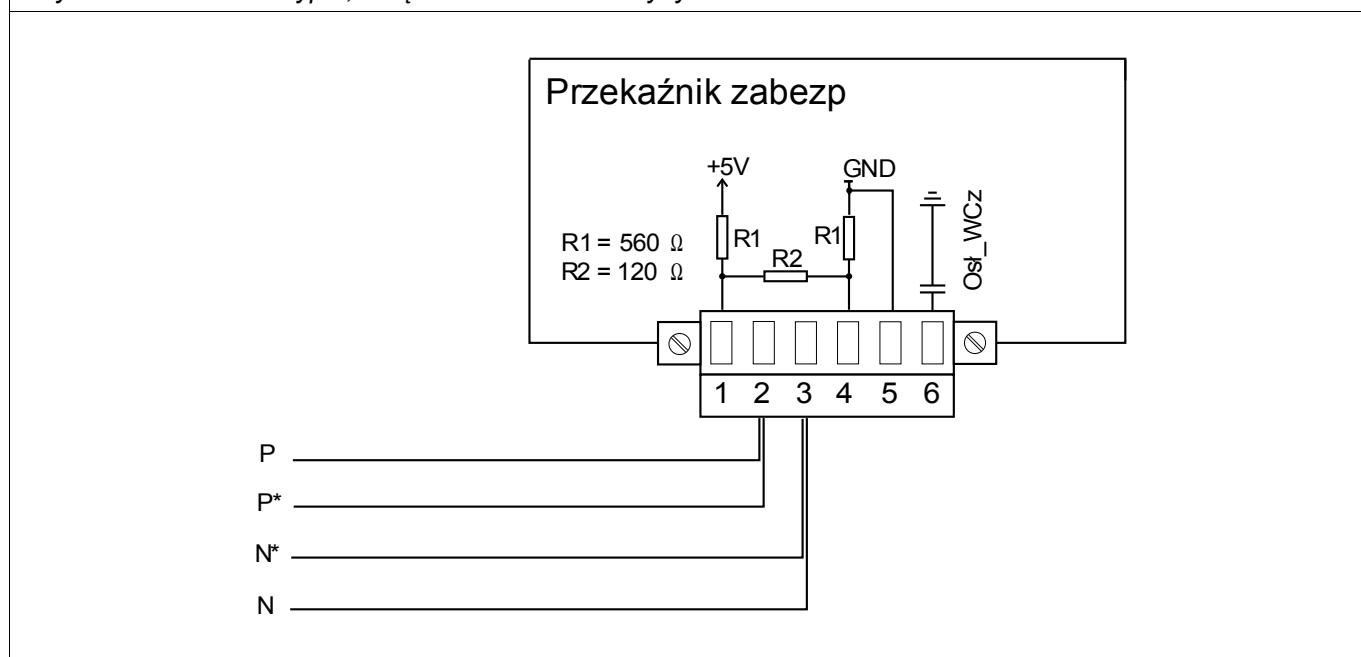 Przekaźnik zabezp
+5V GND
R1 = 560 Ω
R2 = 120 Ω
R1
R2
R1
Osł_WCz
1 2 3 4 5 6
P
P*
N*
N